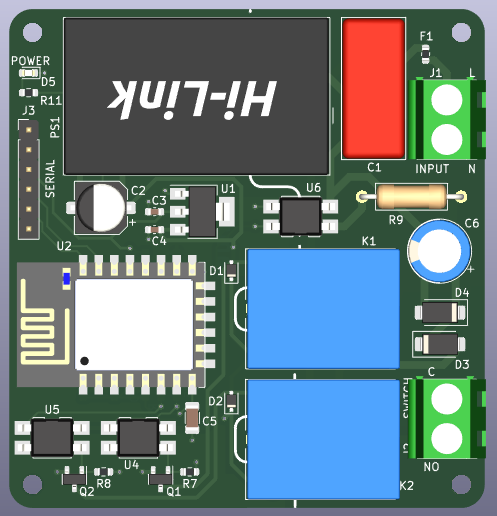 F1
POWER
D5
J1
L
Hi-Link
R11
J3
PS1
C1
INPUT
N
SERIAL
C2
U1
U6
C3
R9
C6
+
C4
+
U2
K1
D1
D4
D3
D2
C
SWITCH
C5
U5
U4
NO
Q2
R8
Q1
R7
K2